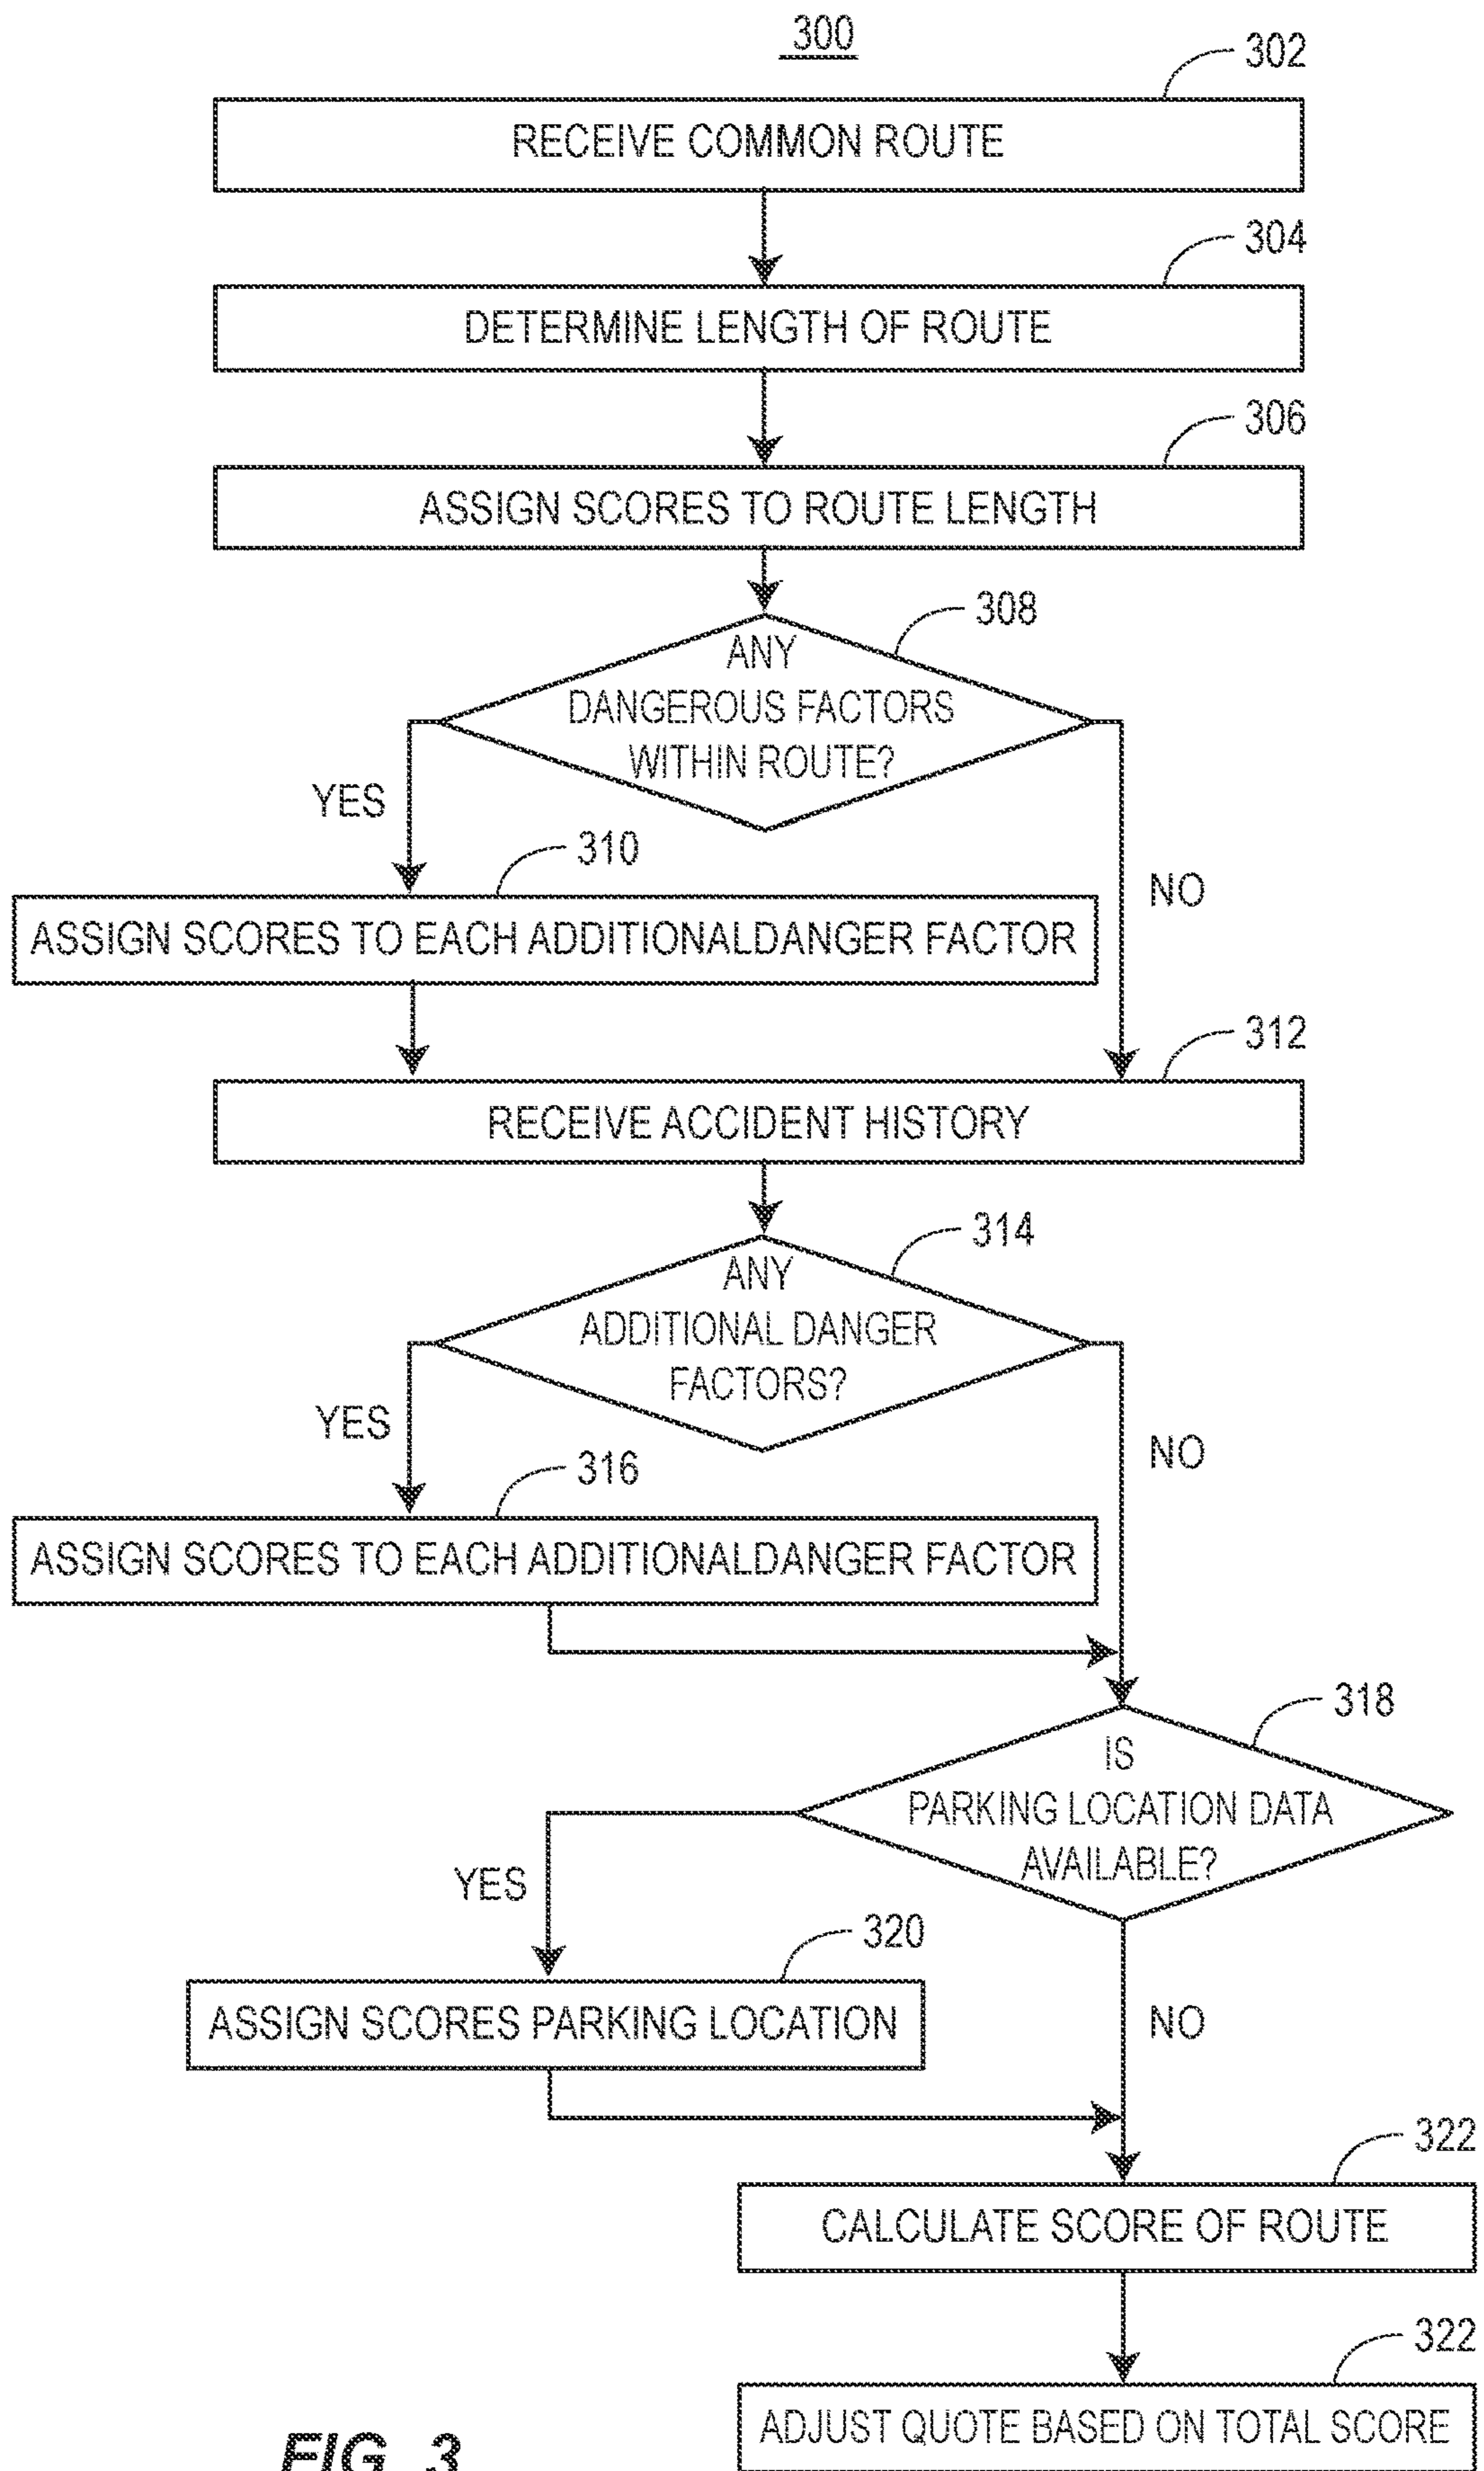 300
302
RECEIVE COMMON ROUTE
304
DETERMINE LENGTH OF ROUTE
306
ASSIGN SCORES TO ROUTE LENGTH
308
ANY
DANGEROUS FACTORS
WITHIN ROUTE?
YES
NO
310
ASSIGN SCORES TO EACH ADDITIONALDANGER FACTOR
312
RECEIVE ACCIDENT HISTORY
314
ANY
ADDITIONAL DANGER
FACTORS?
YES
NO
316
ASSIGN SCORES TO EACH ADDITIONALDANGER FACTOR
318
IS
PARKING LOCATION DATA
AVAILABLE?
YES
320
ASSIGN SCORES PARKING LOCATION
NO
322
CALCULATE SCORE OF ROUTE
322
ADJUST QUOTE BASED ON TOTAL SCORE
FIG. 3